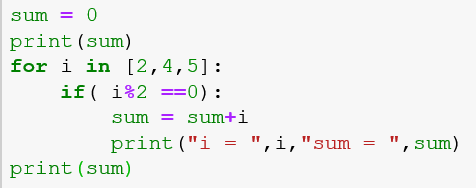 sum = 0
print(sum)
for i in [2,4,5]:
    if( i%2 ==0):
        sum = sum+i
        print("i = ",i,"sum = ",sum)
print(sum)